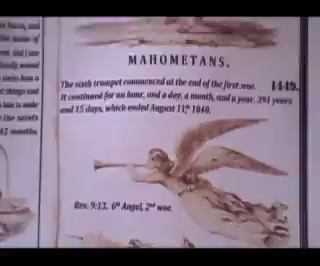 MAHOMETANS.
The sixth trumpet commenced at the end of the first woe. 1449.
It continued for an hour, and a day, a month, and a year, 391 years
and 15 days, which ended August 11th 1840.
Rev. 9:13. 6th Angel, 2nd woe.
42 months.